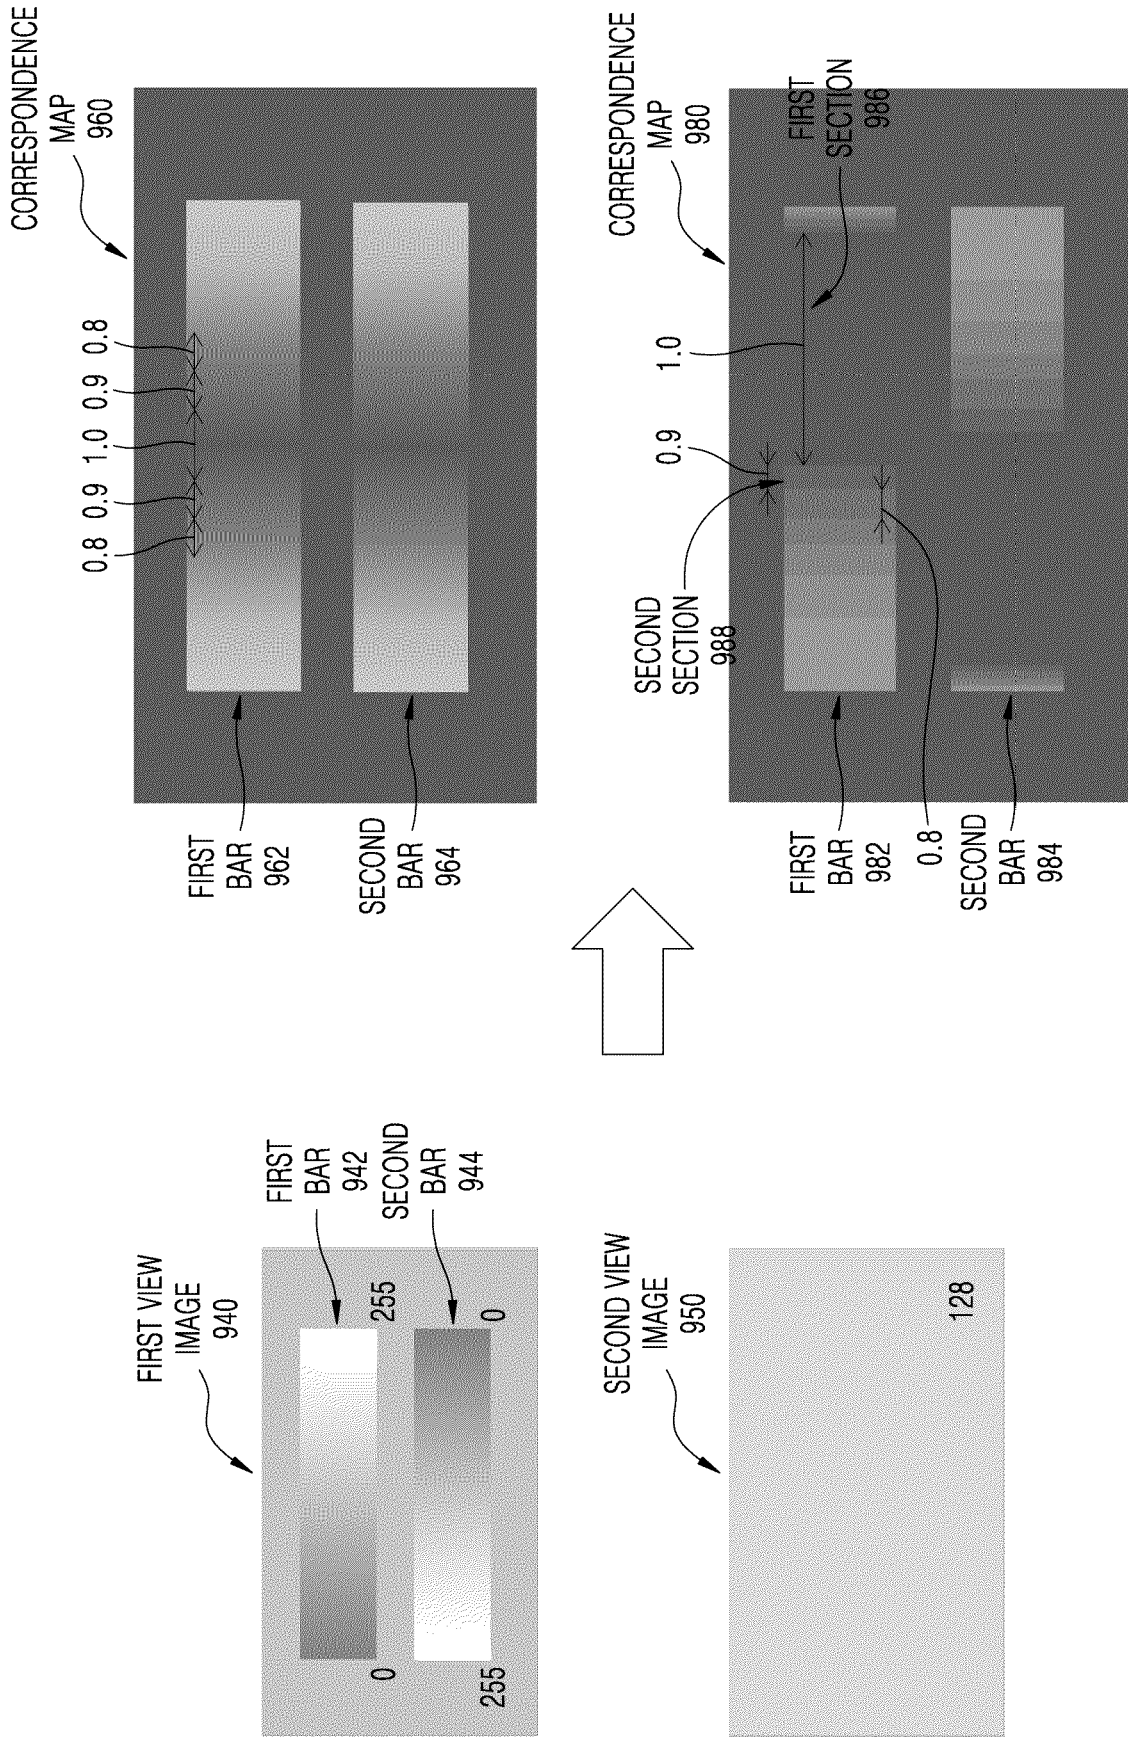 FIRST VIEW
IMAGE
940
FIRST
BAR
942
SECOND
BAR
944
0
255
255
0
SECOND VIEW
IMAGE
950
128
CORRESPONDENCE
MAP
960
0.8
0.9
1.0
0.9
0.8
FIRST
BAR
962
SECOND
BAR
964
CORRESPONDENCE
MAP
980
SECOND
SECTION
988
0.9
1.0
FIRST
SECTION
986
FIRST
BAR
982
0.8
SECOND
BAR
984